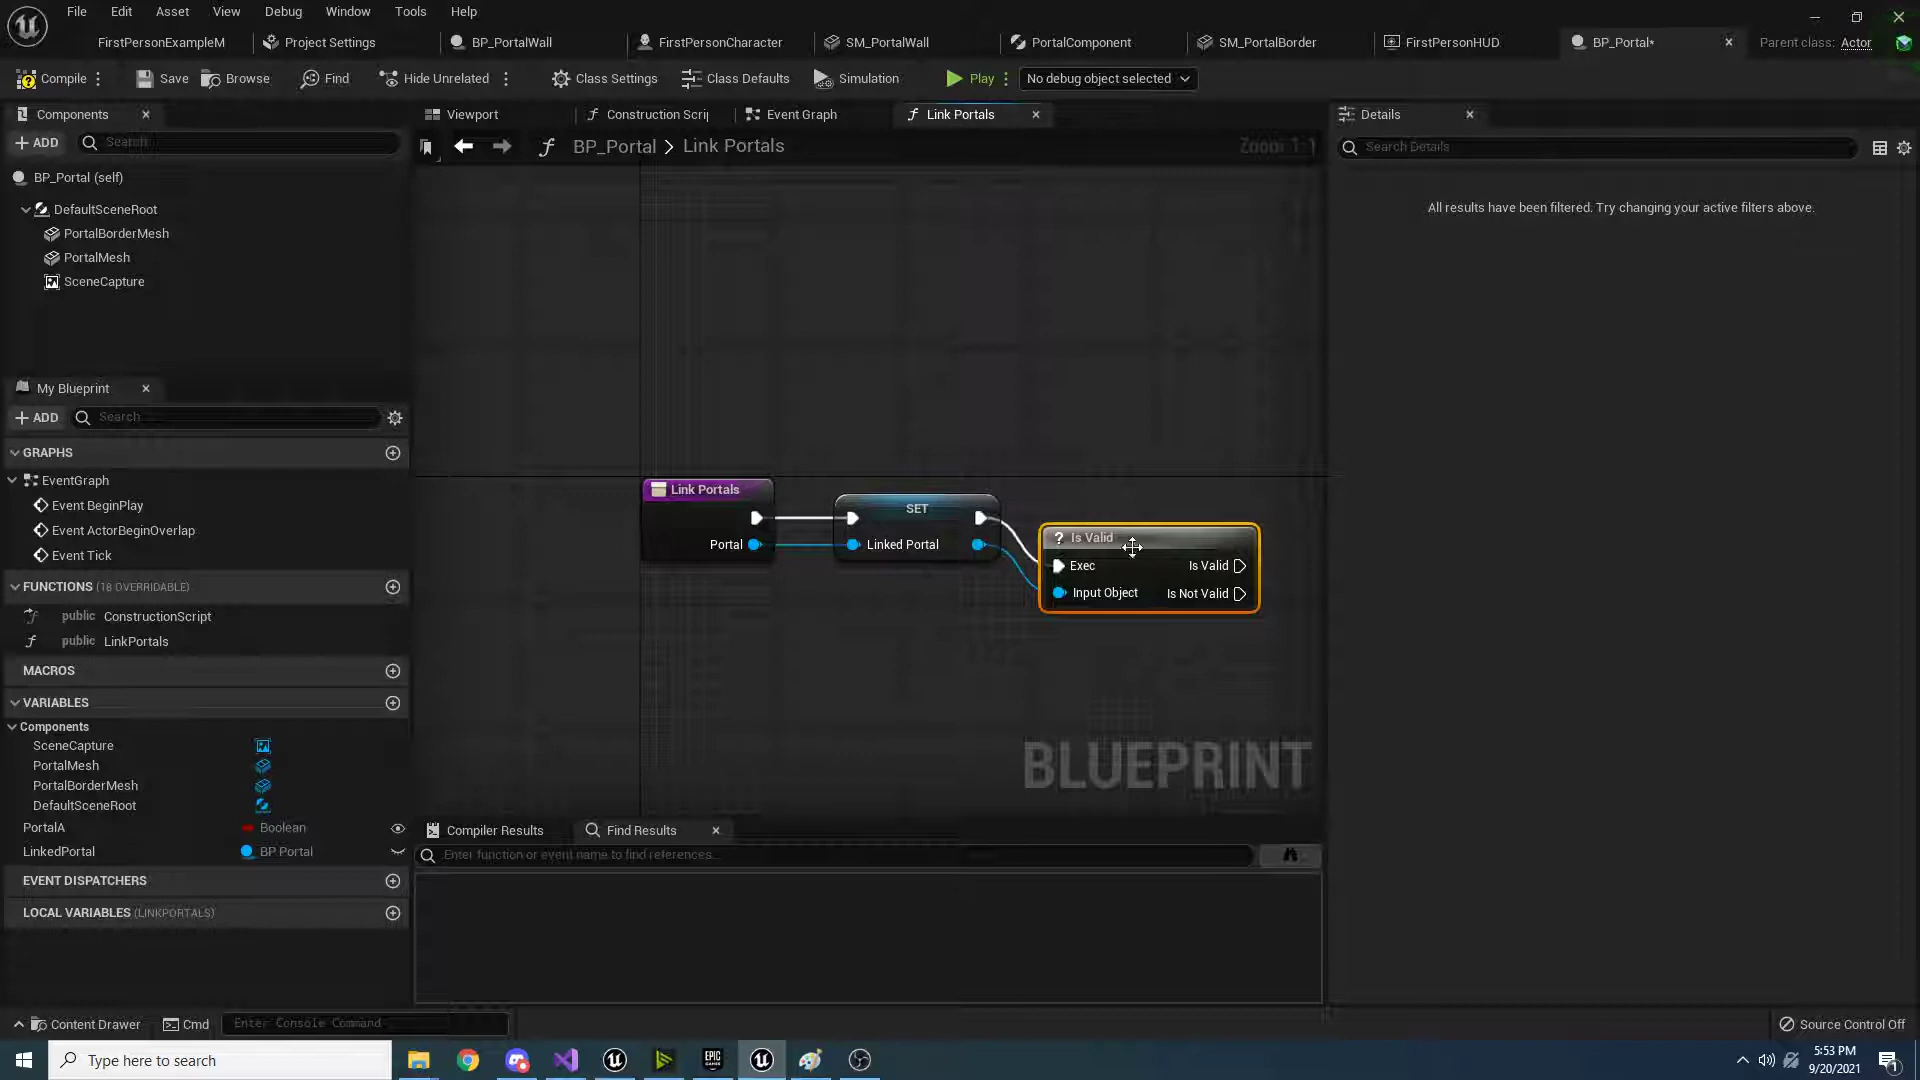 File Edit Asset View Debug Window Tools Help
FirstPersonExampleM Project Settings BP_PortalWall FirstPersonCharacter SM_PortalWall PortalComponent SM_PortalBorder FirstPersonHUD BP_Portal* Parent class: Actor
Compile Save Browse Find Hide Unrelated Class Settings Class Defaults Simulation Play No debug object selected
Components
ADD Search
BP_Portal (self)
DefaultSceneRoot
PortalBorderMesh
PortalMesh
SceneCapture
My Blueprint
ADD Search
GRAPHS
EventGraph
Event BeginPlay
Event ActorBeginOverlap
Event Tick
FUNCTIONS (18 OVERRIDABLE)
public ConstructionScript
public LinkPortals
MACROS
VARIABLES
Components
SceneCapture
PortalMesh
PortalBorderMesh
DefaultSceneRoot
PortalA Boolean
LinkedPortal BP Portal
EVENT DISPATCHERS
LOCAL VARIABLES (LINKPORTALS)
Viewport Construction Scrip Event Graph Link Portals
BP_Portal > Link Portals Zoom 1:1
Link Portals
Portal
SET
Linked Portal
? Is Valid
Exec Is Valid
Input Object Is Not Valid
BLUEPRINT
Compiler Results Find Results
Enter function or event name to find references...
Details
Search Details
All results have been filtered. Try changing your active filters above.
Content Drawer Cmd Enter Console Command Source Control Off
Type here to search
EPIC GAMES
5:53 PM
9/20/2021
1